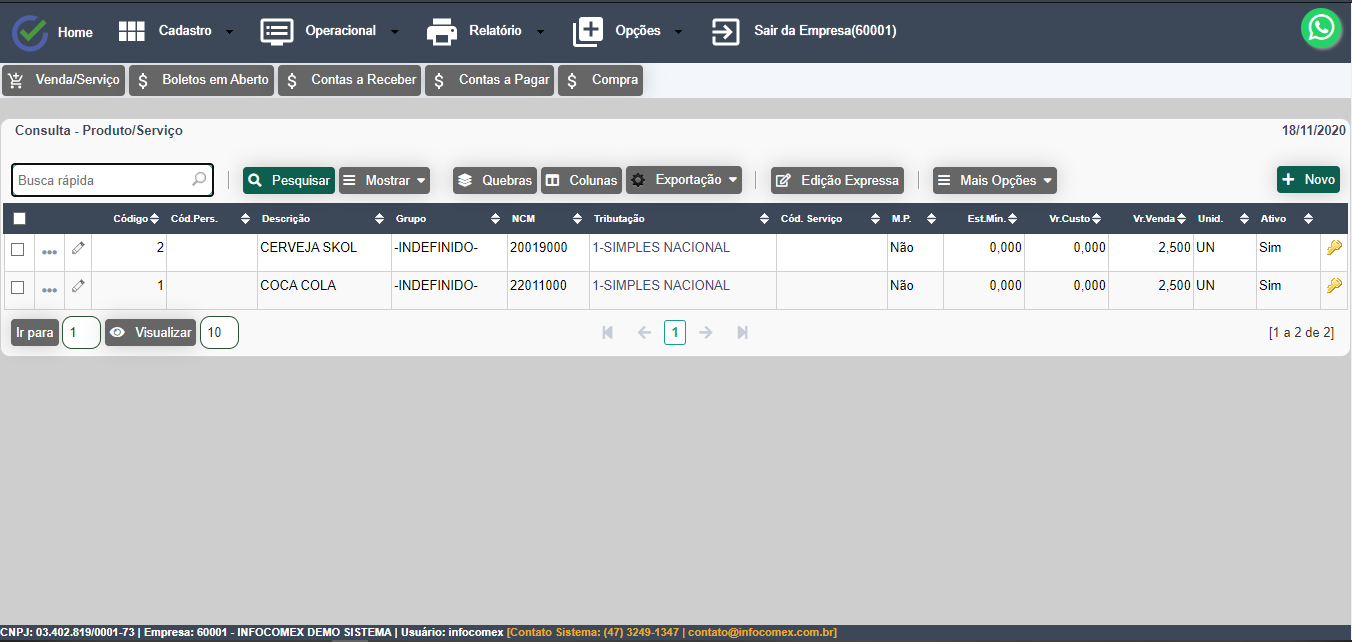 Home Cadastro Operacional Relatório Opções Sair da Empresa(60001)
Venda/Serviço Boletos em Aberto Contas a Receber Contas a Pagar Compra
Consulta - Produto/Serviço 18/11/2020
Busca rápida Pesquisar Mostrar Quebras Colunas Exportação Edição Expressa Mais Opções Novo
Código Cód.Pers. Descrição Grupo NCM Tributação Cód. Serviço M.P. Est.Min. Vr.Custo Vr.Venda Unid. Ativo
2 CERVEJA SKOL -INDEFINIDO- 20019000 1-SIMPLES NACIONAL Não 0,000 0,000 2,500 UN Sim
1 COCA COLA -INDEFINIDO- 22011000 1-SIMPLES NACIONAL Não 0,000 0,000 2,500 UN Sim
Ir para 1 Visualizar 10 1 [1 a 2 de 2]
CNPJ: 03.402.819/0001-73 | Empresa: 60001 - INFOCOMEX DEMO SISTEMA | Usuário: infocomex [Contato Sistema: (47) 3249-1347 | contato@infocomex.com.br]